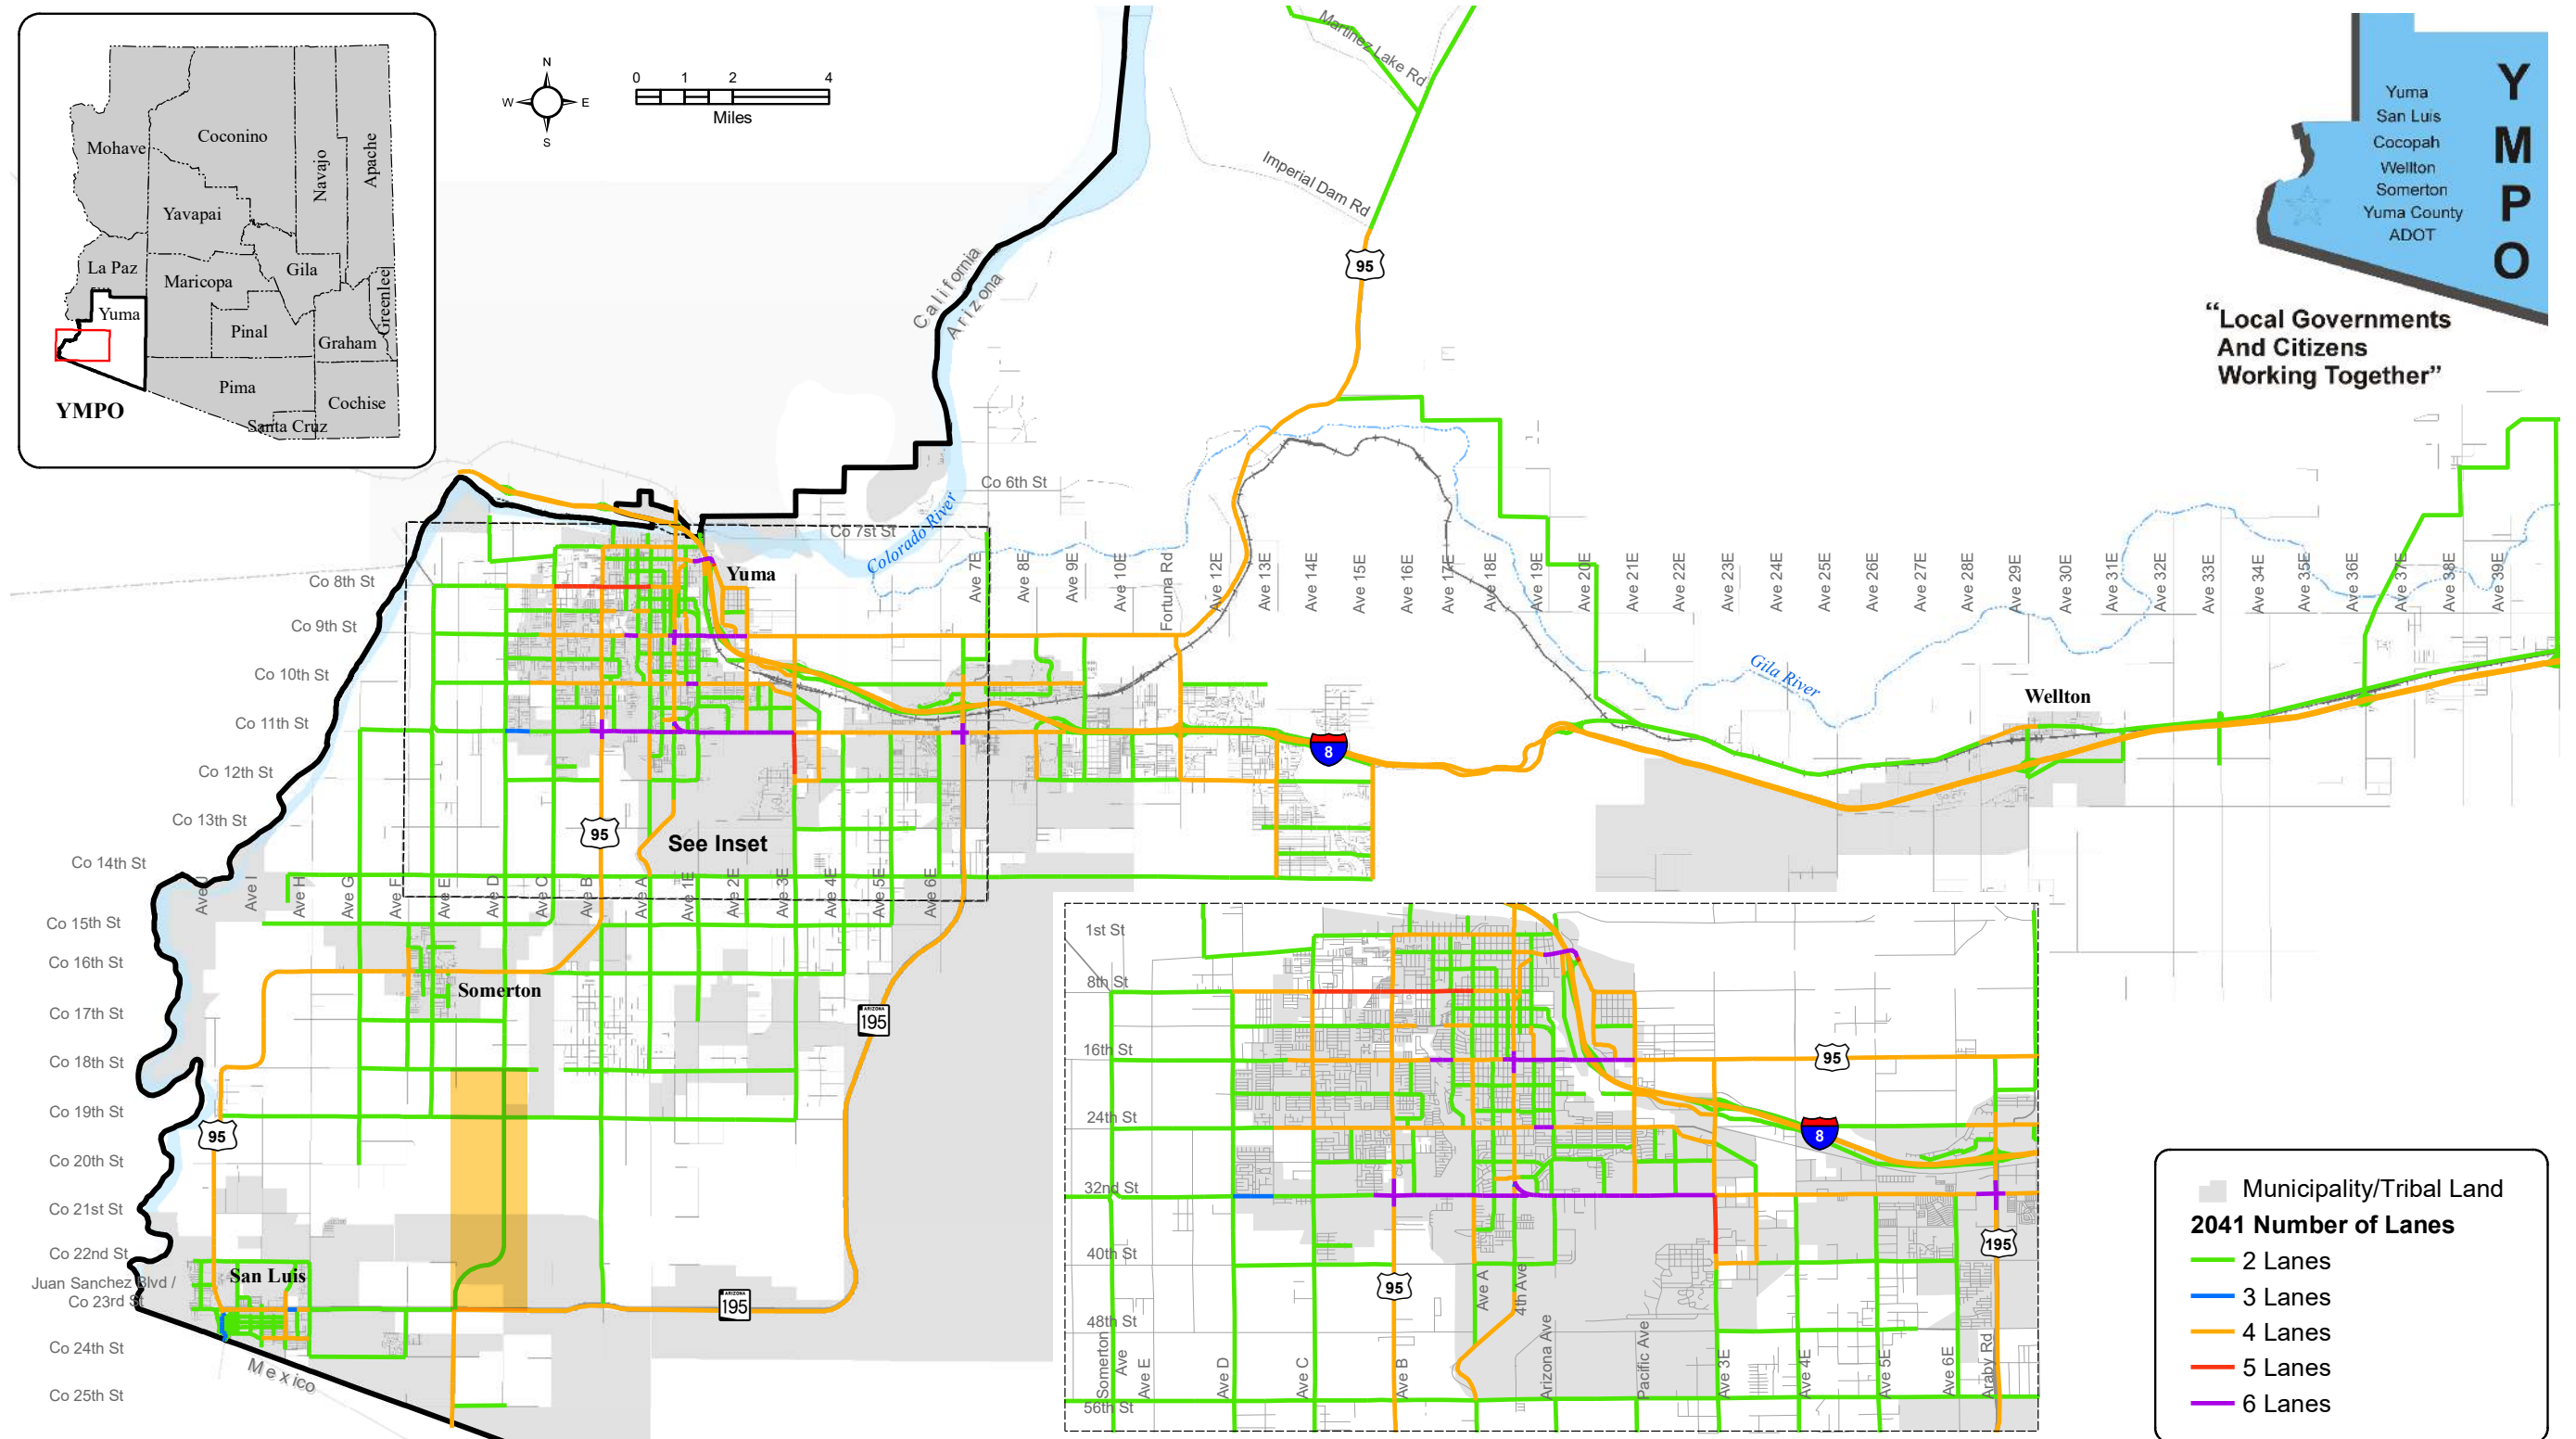 Mohave
Coconino
Navajo
Apache
Yavapai
La Paz
Maricopa
Gila
Greenlee
Yuma
Pinal
Graham
Pima
Cochise
Santa Cruz
YMPO
N
W
E
S
0 1 2 4
Miles
Martinez Lake Rd
Imperial Dam Rd
95
California
Arizona
Yuma
San Luis
Cocopah
Wellton
Somerton
Yuma County
ADOT
Y
M
P
O
“Local Governments
And Citizens
Working Together”
Co 6th St
Co 7st St
Colorado River
Yuma
Co 8th St
Co 9th St
Co 10th St
Co 11th St
Co 12th St
Co 13th St
Co 14th St
Co 15th St
Co 16th St
Co 17th St
Co 18th St
Co 19th St
Co 20th St
Co 21st St
Co 22nd St
Juan Sanchez Blvd /
Co 23rd St
Co 24th St
Co 25th St
Ave 7E
Ave 8E
Ave 9E
Ave 10E
Fortuna Rd
Ave 12E
Ave 13E
Ave 14E
Ave 15E
Ave 16E
Ave 17E
Ave 18E
Ave 19E
Ave 20E
Ave 21E
Ave 22E
Ave 23E
Ave 24E
Ave 25E
Ave 26E
Ave 27E
Ave 28E
Ave 29E
Ave 30E
Ave 31E
Ave 32E
Ave 33E
Ave 34E
Ave 35E
Ave 36E
Ave 37E
Ave 38E
Ave 39E
Gila River
Wellton
8
95
See Inset
Ave J
Ave I
Ave H
Ave G
Ave F
Ave E
Ave D
Ave C
Ave B
Ave A
Ave 1E
Ave 2E
Ave 3E
Ave 4E
Ave 5E
Ave 6E
Somerton
ARIZONA
195
95
San Luis
ARIZONA
195
Mexico
1st St
8th St
16th St
24th St
32nd St
40th St
48th St
56th St
95
8
ARIZONA
195
95
Somerton
Ave
Ave E
Ave D
Ave C
Ave B
Ave A
4th Ave
Arizona Ave
Pacific Ave
Ave 3E
Ave 4E
Ave 5E
Ave 6E
Araby Rd
Municipality/Tribal Land
2041 Number of Lanes
2 Lanes
3 Lanes
4 Lanes
5 Lanes
6 Lanes